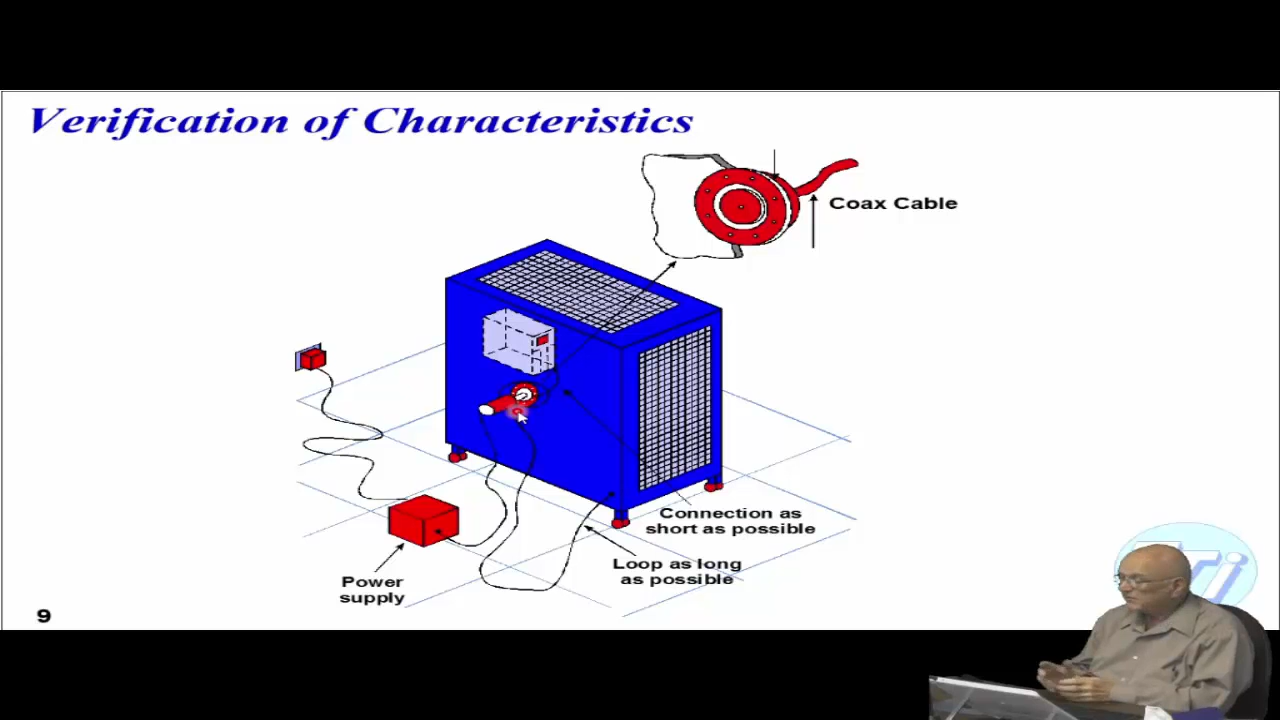 Verification of Characteristics
Coax Cable
Connection as
short as possible
Loop as long
as possible
Power
supply
9